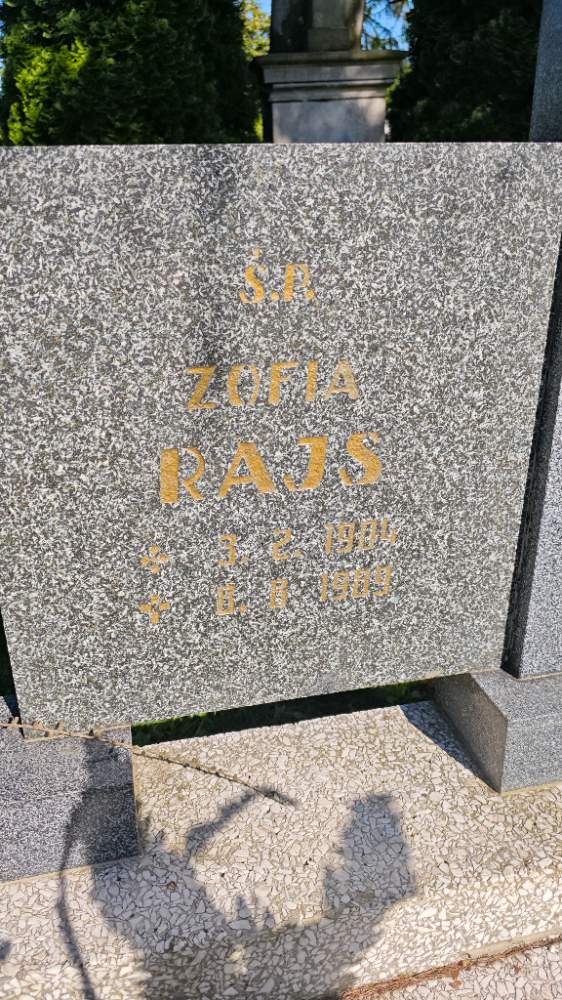 Ś.P.
ZOFIA
RAJS
3. 2. 1904
8. 8 1989